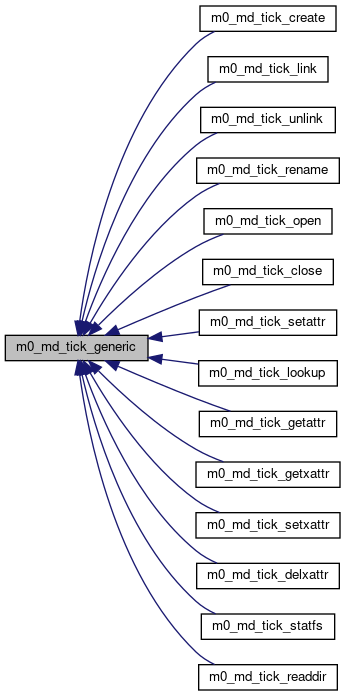 m0_md_tick_create
m0_md_tick_link
m0_md_tick_unlink
m0_md_tick_rename
m0_md_tick_open
m0_md_tick_close
m0_md_tick_setattr
m0_md_tick_generic
m0_md_tick_lookup
m0_md_tick_getattr
m0_md_tick_getxattr
m0_md_tick_setxattr
m0_md_tick_delxattr
m0_md_tick_statfs
m0_md_tick_readdir